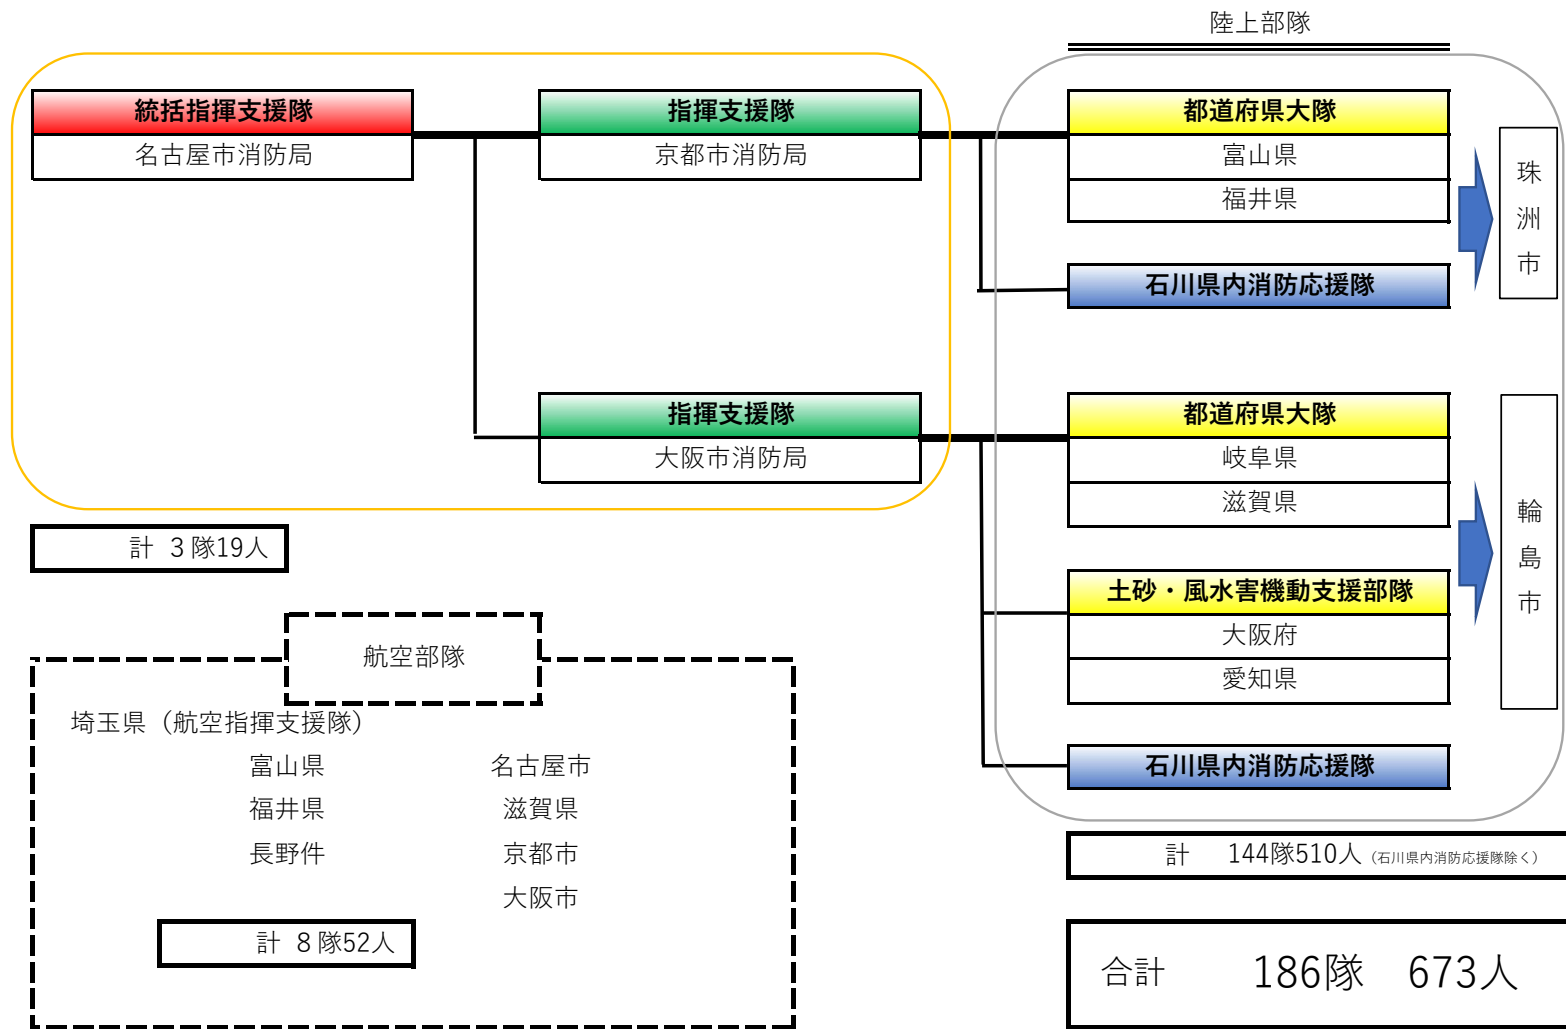 陸上部隊
統括指揮支援隊
名古屋市消防局
指揮支援隊
京都市消防局
都道府県大隊
富山県
福井県
石川県内消防応援隊
珠洲市
指揮支援隊
大阪市消防局
都道府県大隊
岐阜県
滋賀県
土砂・風水害機動支援部隊
大阪府
愛知県
石川県内消防応援隊
輪島市
計 3隊19人
航空部隊
埼玉県（航空指揮支援隊）
富山県 名古屋市
福井県 滋賀県
長野件 京都市
大阪市
計 8隊52人
計 144隊510人（石川県内消防応援隊除く）
合計 186隊 673人